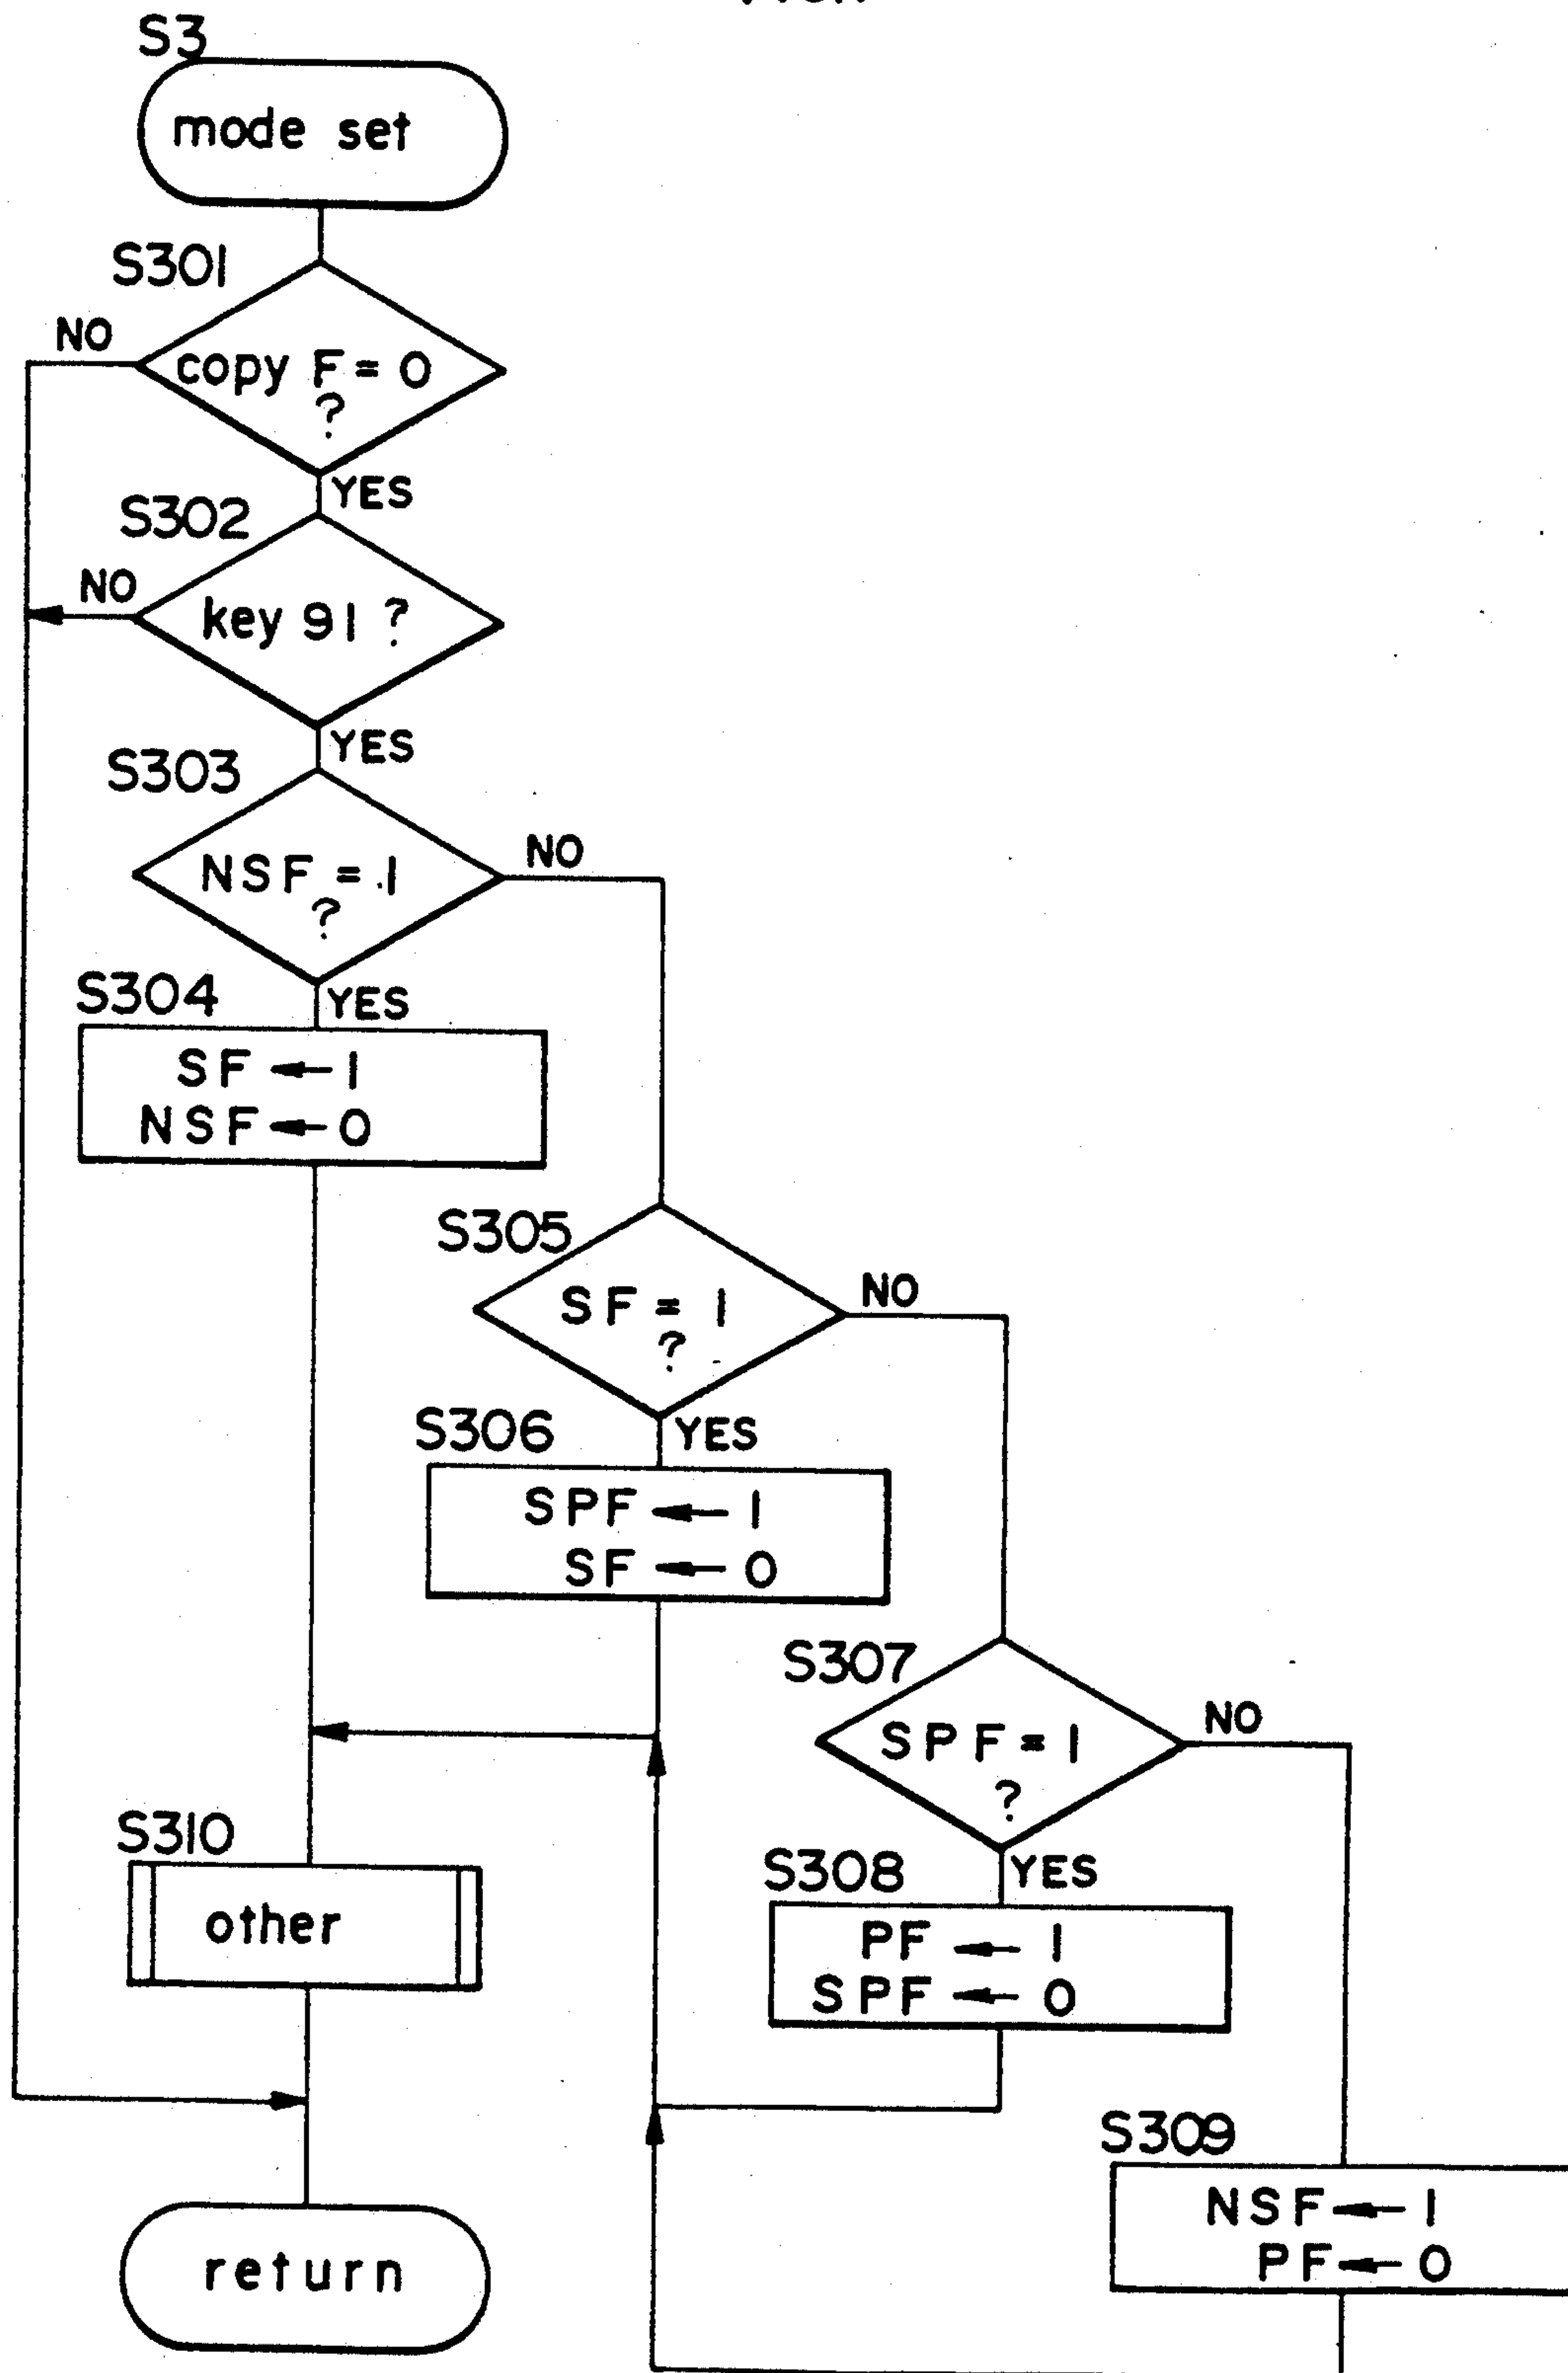 S3
mode set
S301
NO
copy F = 0
?
YES
S302
NO
key 91 ?
YES
S303
NO
NSF = 1
?
YES
S304
SF ← 1
NSF ← 0
S305
NO
SF = 1
?
YES
S306
SPF ← 1
SF ← 0
S307
NO
SPF = 1
?
YES
S308
PF ← 1
SPF ← 0
S310
other
S309
NSF ← 1
PF ← 0
return